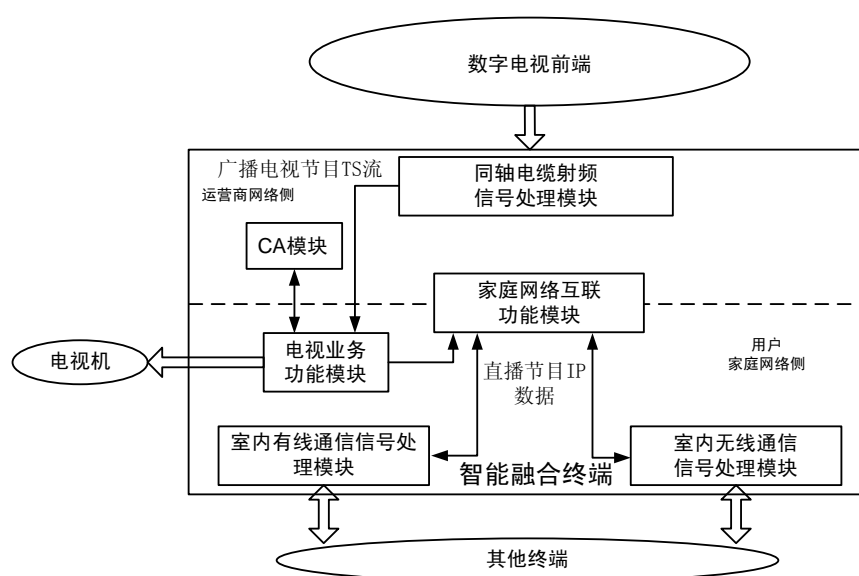 数字电视前端
广播电视节目TS流
运营商网络侧
同轴电缆射频
信号处理模块
CA模块
家庭网络互联
功能模块
电视机
电视业务
功能模块
直播节目IP
数据
用户
家庭网络侧
室内有线通信信号处
理模块
智能融合终端
室内无线通信
信号处理模块
其他终端